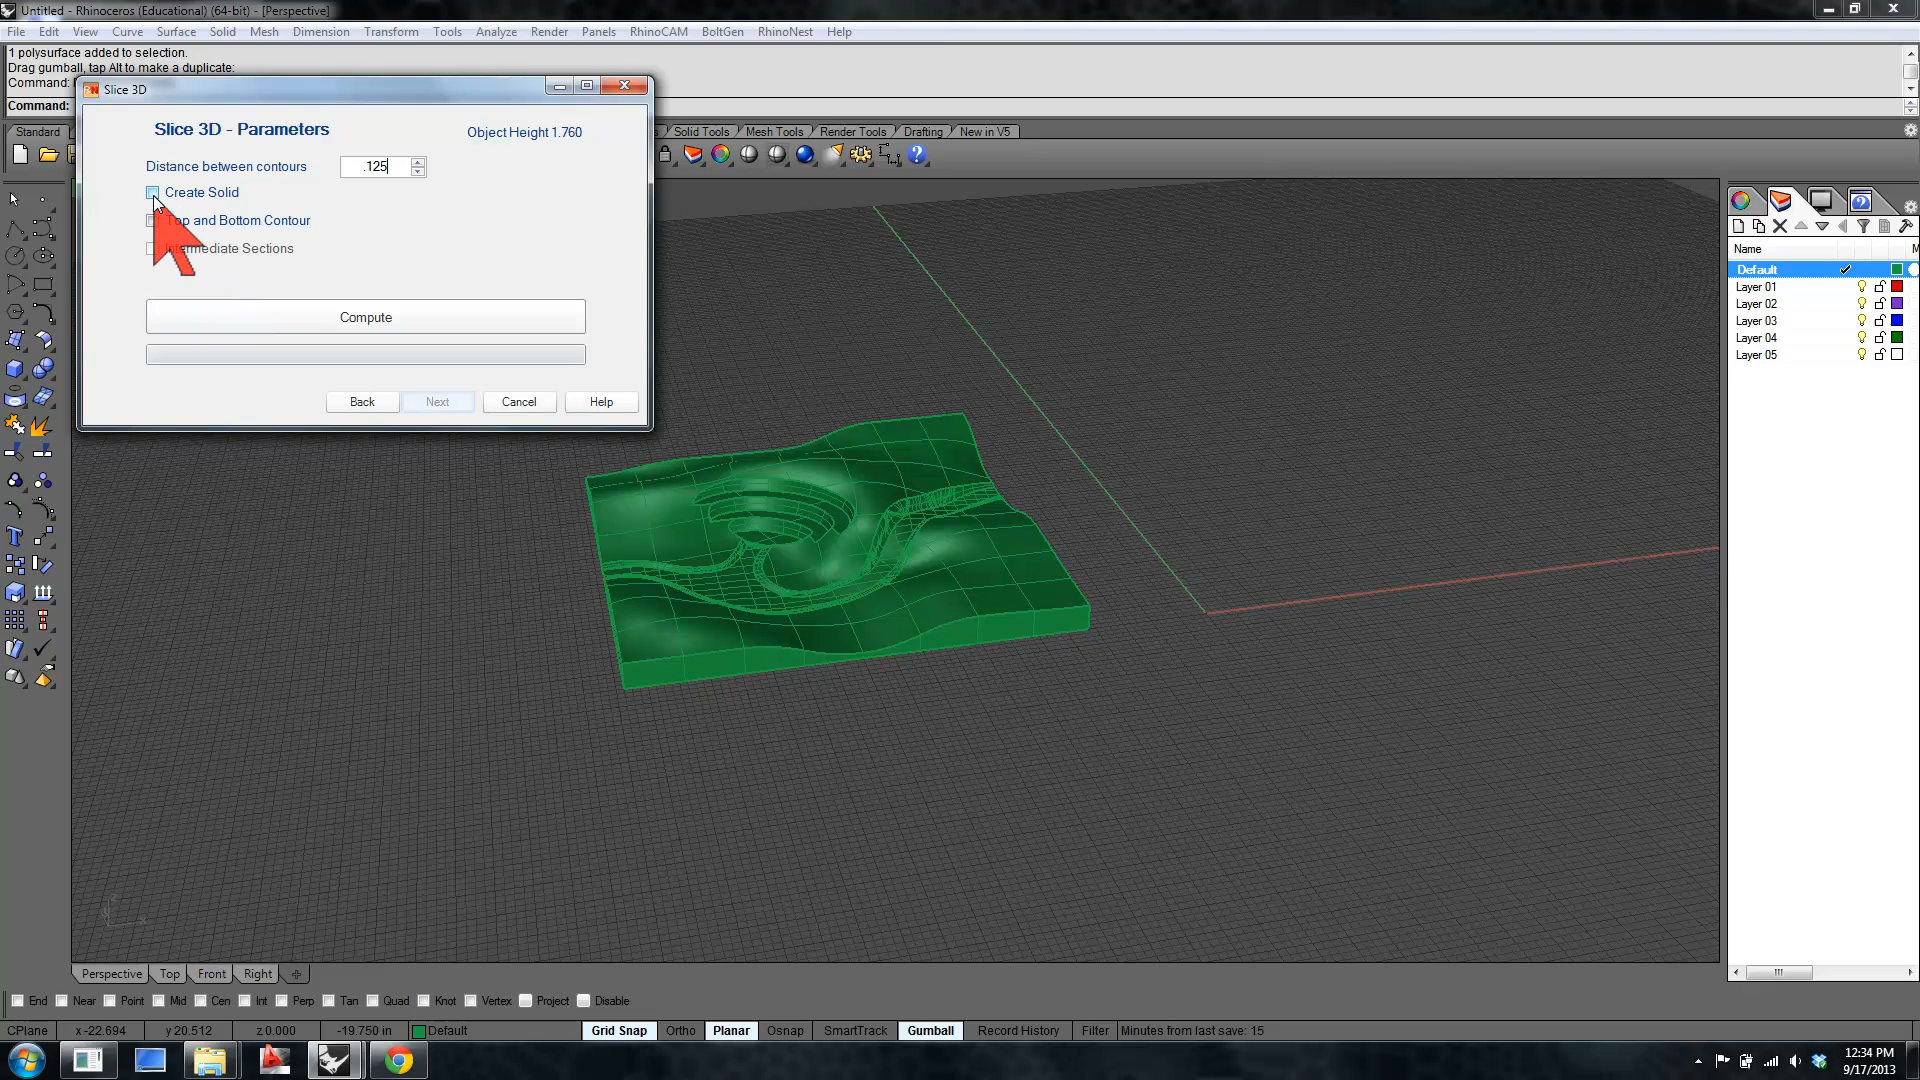 Untitled - Rhinoceros (Educational) (64-bit) - [Perspective]
File Edit View Curve Surface Solid Mesh Dimension Transform Tools Analyze Render Panels RhinoCAM BoltGen RhinoNest Help
1 polysurface added to selection.
Drag gumball, tap Alt to make a duplicate:
Command:
Command:
Slice 3D
Standard Solid Tools Mesh Tools Render Tools Drafting New in V5
Slice 3D - Parameters
Object Height 1.760
Distance between contours .125
Create Solid
Top and Bottom Contour
Intermediate Sections
Compute
Back Next Cancel Help
Name M
Default
Layer 01
Layer 02
Layer 03
Layer 04
Layer 05
Perspective Top Front Right
End Near Point Mid Cen Int Perp Tan Quad Knot Vertex Project Disable
CPlane x -22.694 y 20.512 z 0.000 -19.750 in Default Grid Snap Ortho Planar Osnap SmartTrack Gumball Record History Filter Minutes from last save: 15
12:34 PM
9/17/2013